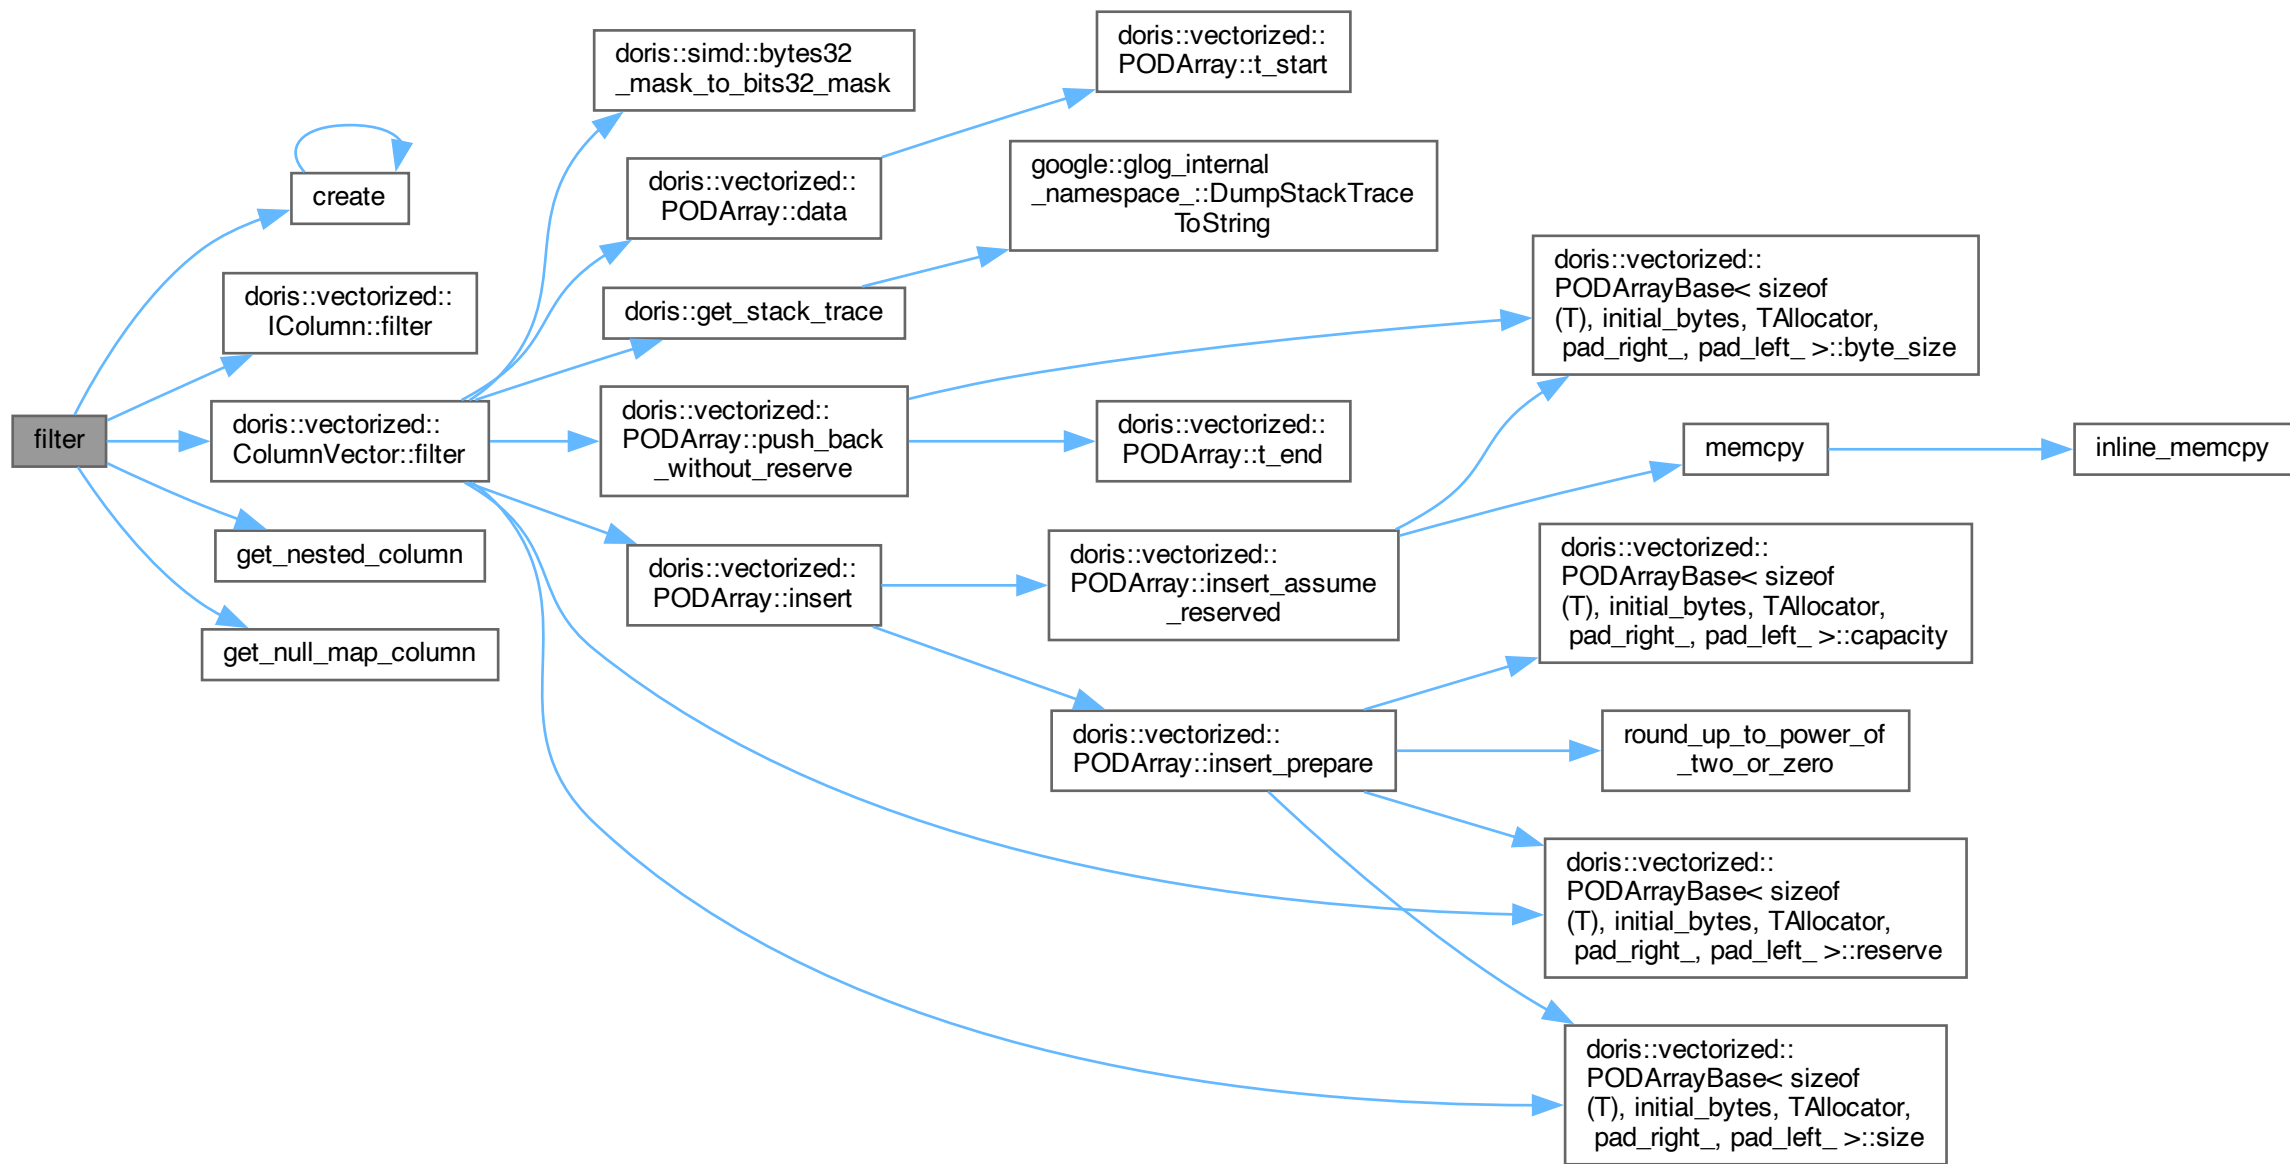 filter
create
doris::vectorized::
IColumn::filter
doris::vectorized::
ColumnVector::filter
get_nested_column
get_null_map_column
doris::simd::bytes32
_mask_to_bits32_mask
doris::vectorized::
PODArray::data
doris::get_stack_trace
doris::vectorized::
PODArray::push_back
_without_reserve
doris::vectorized::
PODArray::insert
doris::vectorized::
PODArray::t_start
google::glog_internal
_namespace_::DumpStackTrace
ToString
doris::vectorized::
PODArray::t_end
doris::vectorized::
PODArray::insert_assume
_reserved
doris::vectorized::
PODArray::insert_prepare
doris::vectorized::
PODArrayBase< sizeof
(T), initial_bytes, TAllocator,
pad_right_, pad_left_ >::byte_size
memcpy
inline_memcpy
doris::vectorized::
PODArrayBase< sizeof
(T), initial_bytes, TAllocator,
pad_right_, pad_left_ >::capacity
round_up_to_power_of
_two_or_zero
doris::vectorized::
PODArrayBase< sizeof
(T), initial_bytes, TAllocator,
pad_right_, pad_left_ >::reserve
doris::vectorized::
PODArrayBase< sizeof
(T), initial_bytes, TAllocator,
pad_right_, pad_left_ >::size